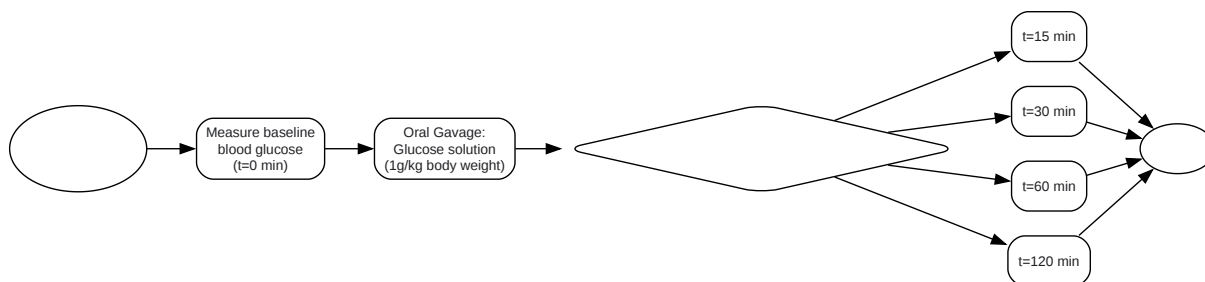 Measure baseline
blood glucose
(t=0 min)
Oral Gavage:
Glucose solution
(1g/kg body weight)
t=15 min
t=30 min
t=60 min
t=120 min